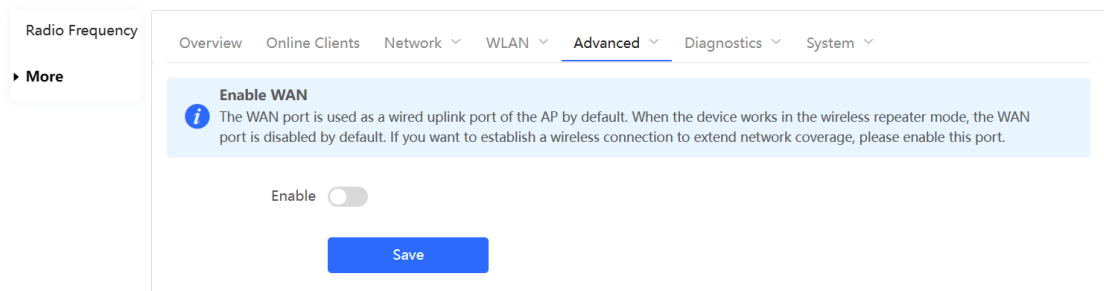 Radio Frequency
More
Overview Online Clients Network WLAN Advanced Diagnostics System
Enable WAN
The WAN port is used as a wired uplink port of the AP by default. When the device works in the wireless repeater mode, the WAN
port is disabled by default. If you want to establish a wireless connection to extend network coverage, please enable this port.
Enable
Save